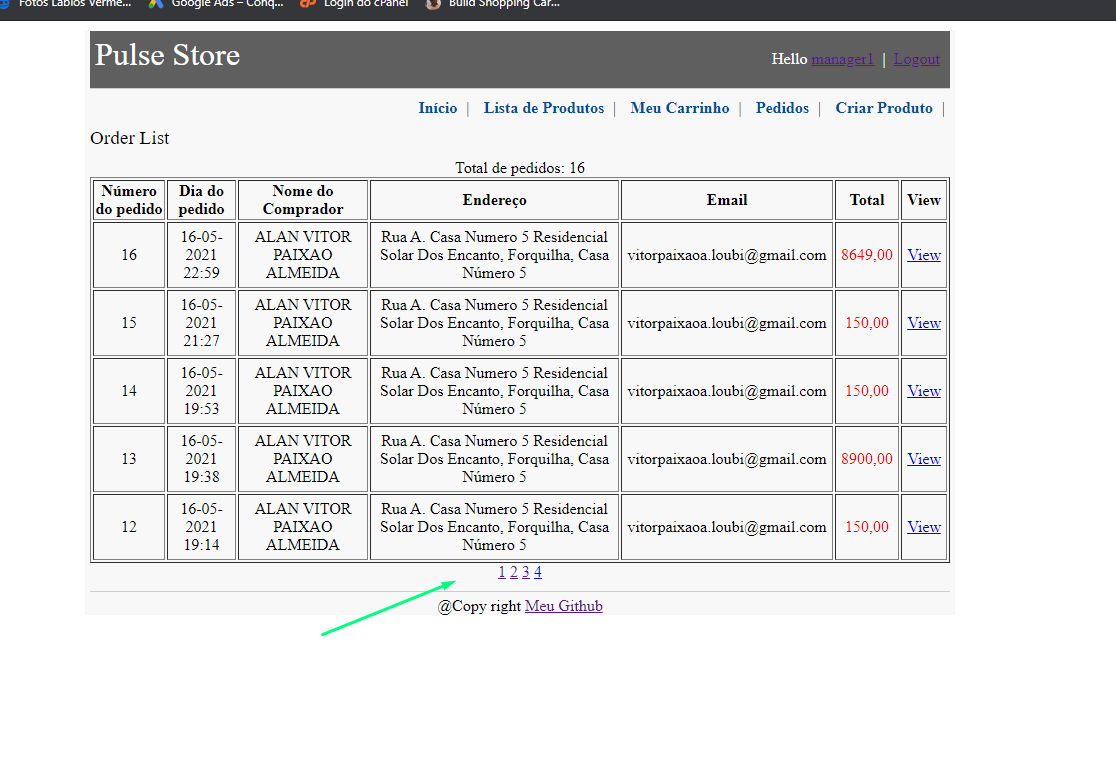 Fotos Labios Verme... Google Ads – Conq... Login do cPanel Build Shopping Car...
Pulse Store
Hello manager1 | Logout
Início | Lista de Produtos | Meu Carrinho | Pedidos | Criar Produto |
Order List
Total de pedidos: 16
Número do pedido Dia do pedido Nome do Comprador Endereço Email Total View
16 16-05-2021 22:59 ALAN VITOR PAIXAO ALMEIDA Rua A. Casa Numero 5 Residencial Solar Dos Encanto, Forquilha, Casa Número 5 vitorpaixaoa.loubi@gmail.com 8649,00 View
15 16-05-2021 21:27 ALAN VITOR PAIXAO ALMEIDA Rua A. Casa Numero 5 Residencial Solar Dos Encanto, Forquilha, Casa Número 5 vitorpaixaoa.loubi@gmail.com 150,00 View
14 16-05-2021 19:53 ALAN VITOR PAIXAO ALMEIDA Rua A. Casa Numero 5 Residencial Solar Dos Encanto, Forquilha, Casa Número 5 vitorpaixaoa.loubi@gmail.com 150,00 View
13 16-05-2021 19:38 ALAN VITOR PAIXAO ALMEIDA Rua A. Casa Numero 5 Residencial Solar Dos Encanto, Forquilha, Casa Número 5 vitorpaixaoa.loubi@gmail.com 8900,00 View
12 16-05-2021 19:14 ALAN VITOR PAIXAO ALMEIDA Rua A. Casa Numero 5 Residencial Solar Dos Encanto, Forquilha, Casa Número 5 vitorpaixaoa.loubi@gmail.com 150,00 View
1 2 3 4
@Copy right Meu Github